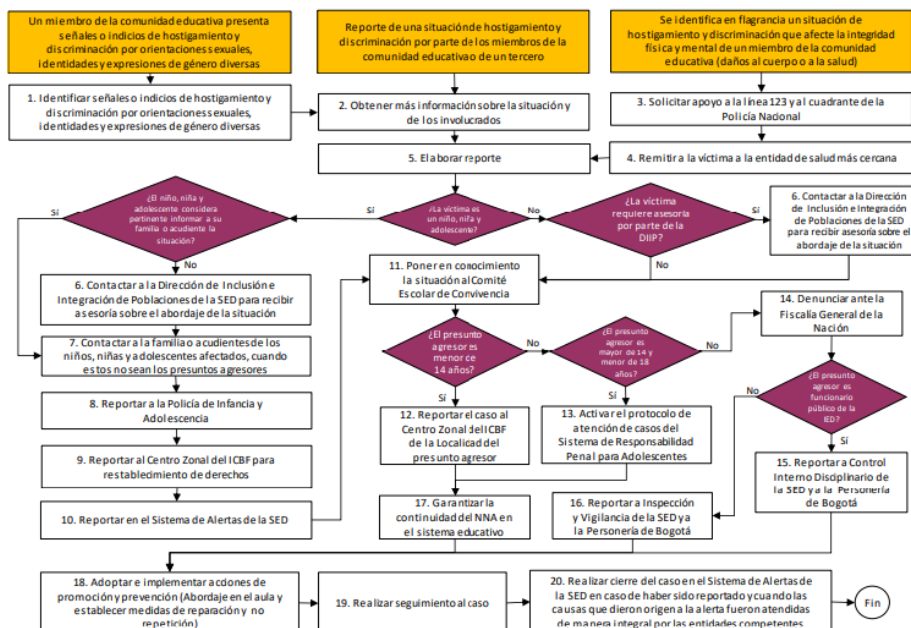 Un miembro de la comunidad educativa presenta
señales o indicios de hostigamiento y
discriminación por orientaciones sexuales,
identidades y expresiones de género diversas
Reporte de una situación de hostigamiento y
discriminación por parte de los miembros de la
comunidad educativa o de un tercero
Se identifica en flagrancia un situación de
hostigamiento y discriminación que afecte la integridad
física y mental de un miembro de la comunidad
educativa (daños al cuerpo o a la salud)
1. Identificar señales o indicios de hostigamiento y
discriminación por orientaciones sexuales,
identidades y expresiones de género diversas
2. Obtener más información sobre la situación y
de los involucrados
3. Solicitar apoyo a la línea 123 y al cuadrante de la
Policía Nacional
5. Elaborar reporte
4. Remitir a la víctima a la entidad de salud más cercana
¿El niño, niña y
adolescente considera
pertinente informar a su
familia o acudiente la
situación?
Sí
No
¿La víctima es
un niño, niña y
adolescente?
Sí
No
¿La víctima
requiere asesoría
por parte de la
DIIP?
Sí
No
6. Contactar a la Dirección
de Inclusión e Integración
de Poblaciones de la SED
para recibir asesoría sobre el
abordaje de la situación
6. Contactar a la Dirección de Inclusión e
Integración de Poblaciones de la SED para recibir
asesoría sobre el abordaje de la situación
7. Contactar a la familia o acudientes de los
niños, niñas y adolescentes afectados, cuando
estos no sean los presuntos agresores
8. Reportar a la Policía de Infancia y
Adolescencia
9. Reportar al Centro Zonal del ICBF para
restablecimiento de derechos
10. Reportar en el Sistema de Alertas de la SED
11. Poner en conocimiento
la situación al Comité
Escolar de Convivencia
¿El presunto
agresor es
menor de
14 años?
No
Sí
¿El presunto
agresor es
mayor de 14 y
menor de 18
años?
No
Sí
14. Denunciar ante la
Fiscalía General de la
Nación
¿El presunto
agresor es
funcionario
público de la
IED?
No
Sí
12. Reportar el caso al
Centro Zonal del ICBF
de la Localidad del
presunto agresor
13. Activar el protocolo de
atención de casos del
Sistema de Responsabilidad
Penal para Adolescentes
15. Reportar a Control
Interno Disciplinario de
la SED y a la Personería
de Bogotá
16. Reportar a Inspección
y Vigilancia de la SED y a
la Personería de Bogotá
17. Garantizar la
continuidad del NNA en
el sistema educativo
18. Adoptar e implementar acciones de
promoción y prevención (Abordaje en el aula y
establecer medidas de reparación y no
repetición)
19. Realizar seguimiento al caso
20. Realizar cierre del caso en el Sistema de Alertas de
la SED en caso de haber sido reportado y cuando las
causas que dieron origen a la alerta fueron atendidas
de manera integral por las entidades competentes
Fin